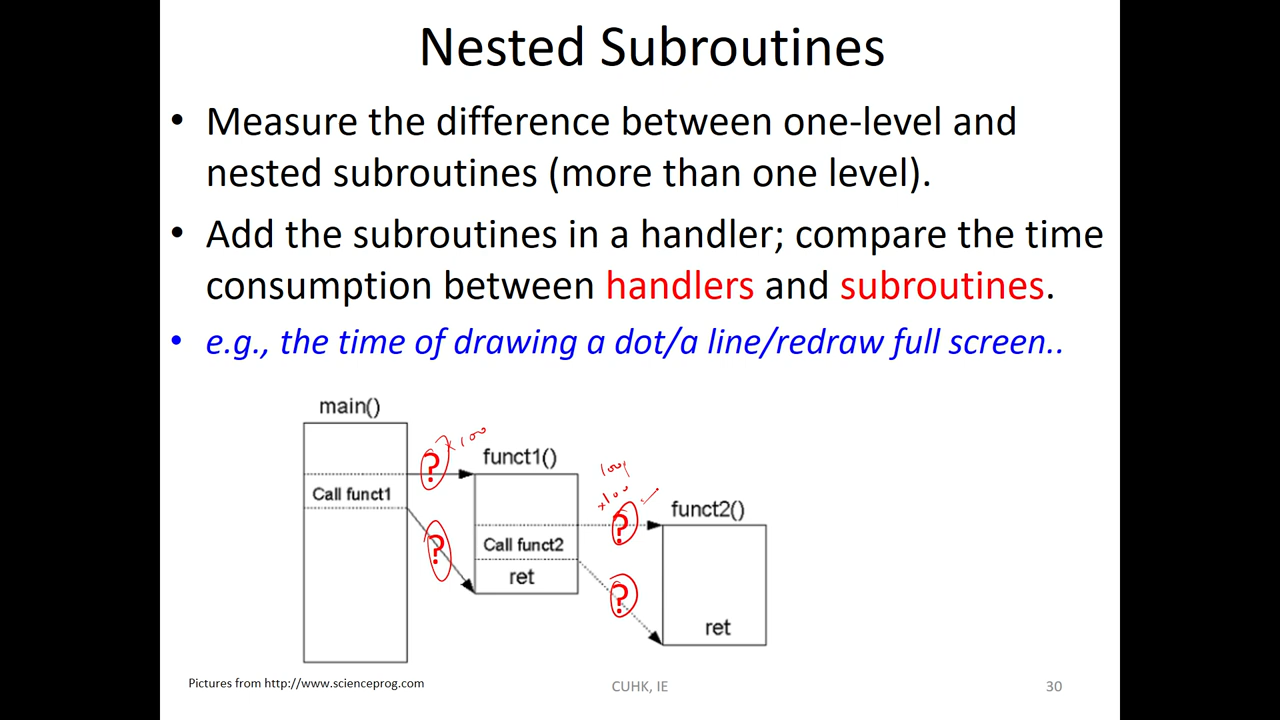 Nested Subroutines
• Measure the difference between one-level and
nested subroutines (more than one level).
• Add the subroutines in a handler; compare the time
consumption between handlers and subroutines.
• e.g., the time of drawing a dot/a line/redraw full screen..
main()
? ×100
funct1()
Call funct1
×100
?
funct2()
?
Call funct2
ret
?
ret
Pictures from http://www.scienceprog.com
CUHK, IE
30